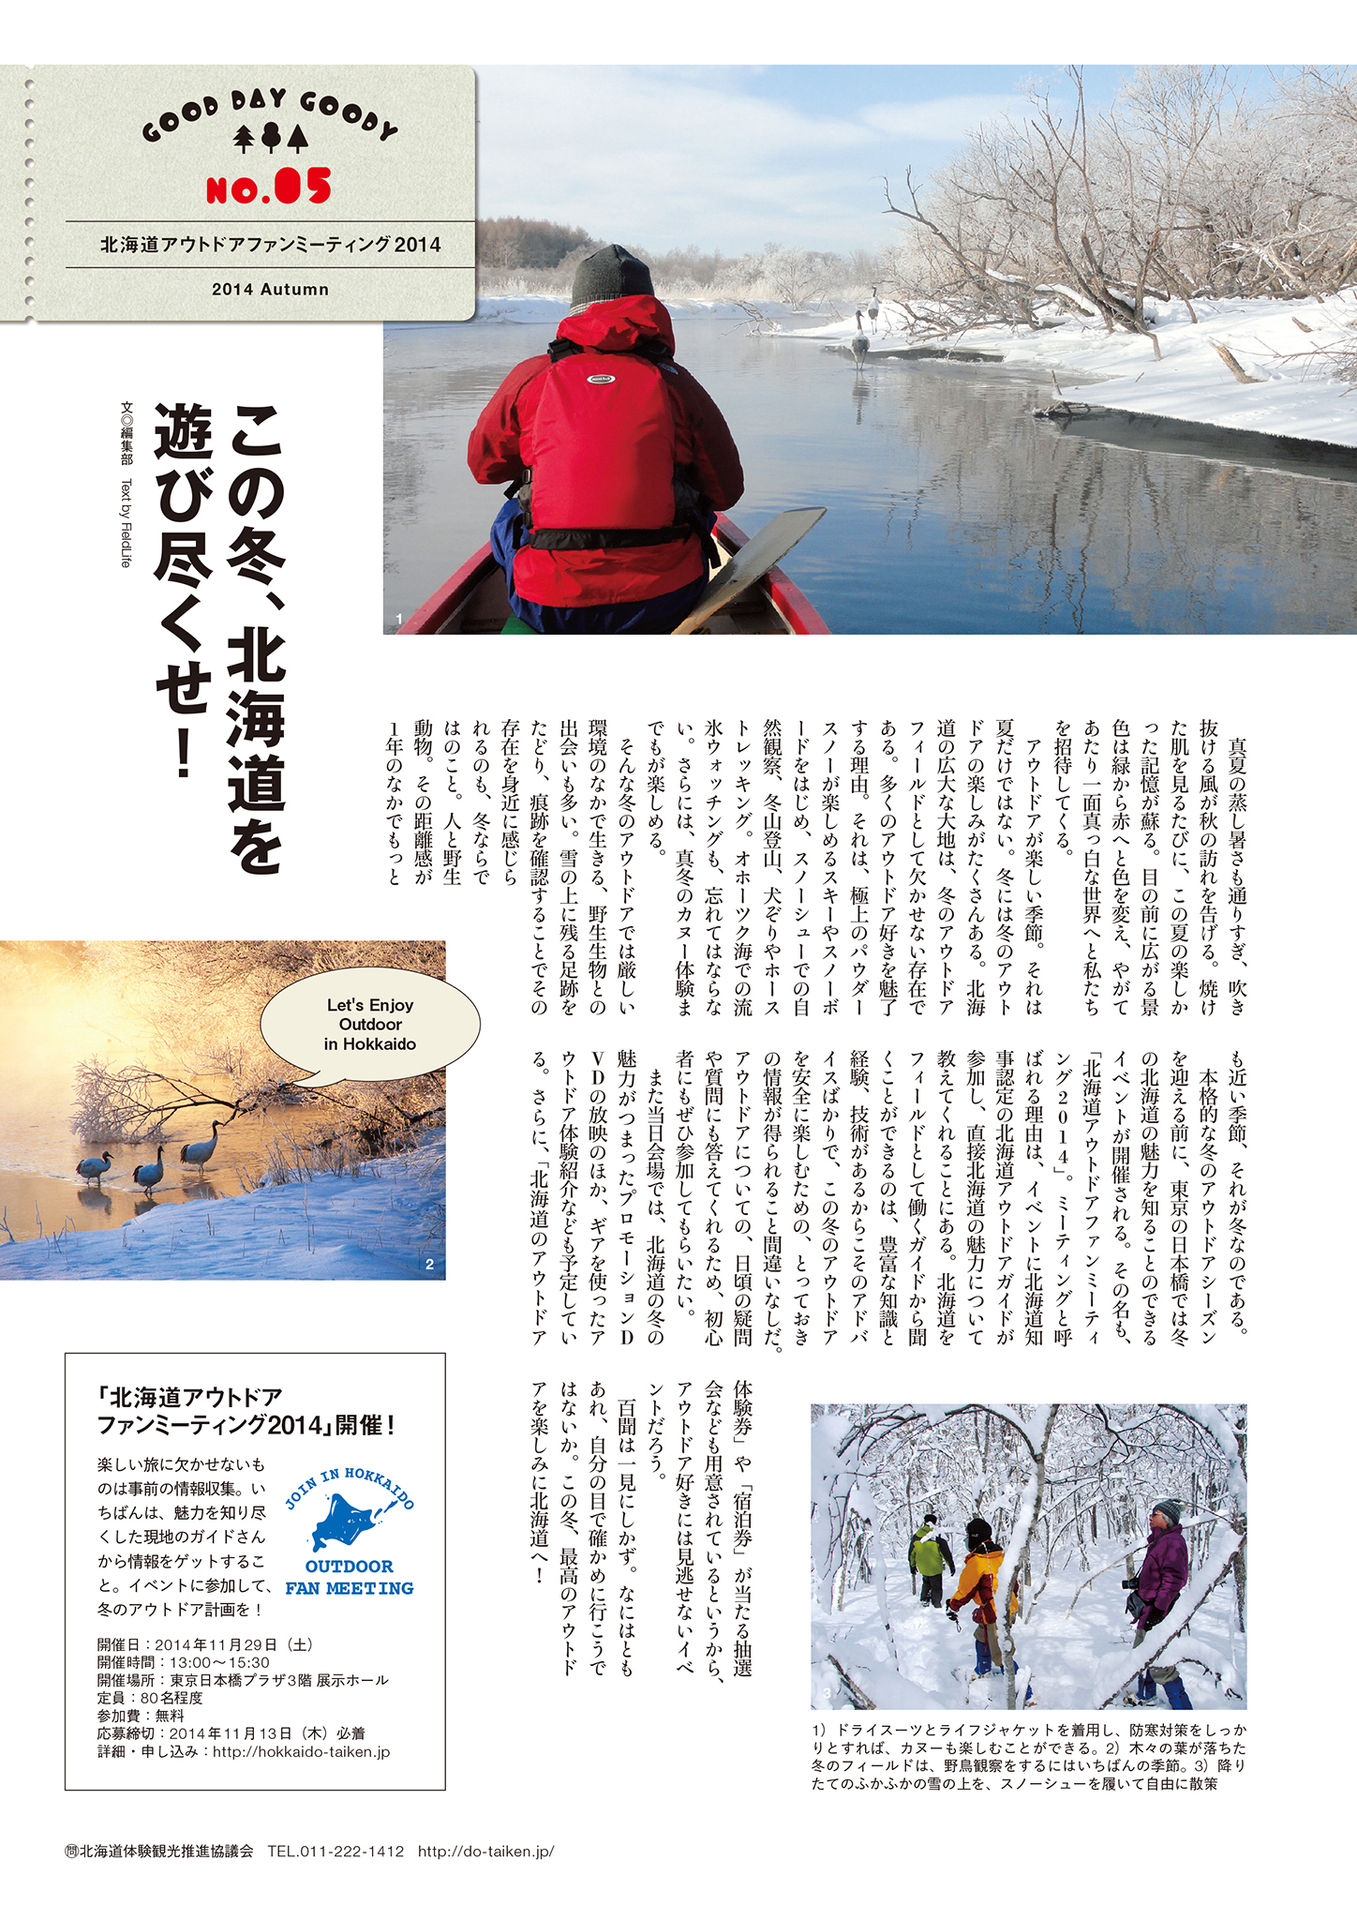 GOOD DAY GOODY
NO.05
北海道アウトドアファンミーティング2014
2014 Autumn
1
この冬、北海道を
遊び尽くせ！
文◎編集部 Text by FieldLife
真夏の蒸し暑さも通りすぎ、吹き
抜ける風が秋の訪れを告げる。焼け
た肌を見るたびに、この夏の楽しか
った記憶が蘇る。目の前に広がる景
色は緑から赤へと色を変え、やがて
あたり一面真っ白な世界へと私たち
を招待してくる。
アウトドアが楽しい季節。それは
夏だけではない。冬には冬のアウト
ドアの楽しみがたくさんある。北海
道の広大な大地は、冬のアウトドア
フィールドとして欠かせない存在で
ある。多くのアウトドア好きを魅了
する理由。それは、極上のパウダー
スノーが楽しめるスキーやスノーボ
ードをはじめ、スノーシューでの自
然観察、冬山登山、犬ぞりやホース
トレッキング。オホーツク海での流
氷ウォッチングも、忘れてはならな
い。さらには、真冬のカヌー体験ま
でもが楽しめる。
そんな冬のアウトドアでは厳しい
環境のなかで生きる、野生生物との
出会いも多い。雪の上に残る足跡を
たどり、痕跡を確認することでその
存在を身近に感じら
れるのも、冬ならで
はのこと。人と野生
動物。その距離感が
1年のなかでもっと
も近い季節、それが冬なのである。
本格的な冬のアウトドアシーズン
を迎える前に、東京の日本橋では冬
の北海道の魅力を知ることのできる
イベントが開催される。その名も、
「北海道アウトドアファンミーティ
ング2014」。ミーティングと呼
ばれる理由は、イベントに北海道知
事認定の北海道アウトドアガイドが
参加し、直接北海道の魅力について
教えてくれることにある。北海道を
フィールドとして働くガイドから聞
くことができるのは、豊富な知識と
経験、技術があるからこそのアドバ
イスばかりで、この冬のアウトドア
を安全に楽しむための、とっておき
の情報が得られること間違いなしだ。
アウトドアについての、日頃の疑問
や質問にも答えてくれるため、初心
者にもぜひ参加してもらいたい。
また当日会場では、北海道の冬の
魅力がつまったプロモーションD
VDの放映のほか、ギアを使ったア
ウトドア体験紹介なども予定してい
る。さらに、「北海道のアウトドア
体験券」や「宿泊券」が当たる抽選
会なども用意されているというから、
アウトドア好きには見逃せないイベ
ントだろう。
百聞は一見にしかず。なにはとも
あれ、自分の目で確かめに行こうで
はないか。この冬、最高のアウトド
アを楽しみに北海道へ！
Let's Enjoy
Outdoor
in Hokkaido
2
「北海道アウトドア
ファンミーティング2014」開催！
楽しい旅に欠かせないも
のは事前の情報収集。い
ちばんは、魅力を知り尽
くした現地のガイドさん
から情報をゲットするこ
と。イベントに参加して、
冬のアウトドア計画を！
JOIN IN HOKKAIDO
OUTDOOR
FAN MEETING
開催日：2014年11月29日（土）
開催時間：13:00〜15:30
開催場所：東京日本橋プラザ3階 展示ホール
定員：80名程度
参加費：無料
応募締切：2014年11月13日（木）必着
詳細・申し込み：http://hokkaido-taiken.jp
3
1）ドライスーツとライフジャケットを着用し、防寒対策をしっか
りとすれば、カヌーも楽しむことができる。2）木々の葉が落ちた
冬のフィールドは、野鳥観察をするにはいちばんの季節。3）降り
たてのふかふかの雪の上を、スノーシューを履いて自由に散策
㉄北海道体験観光推進協議会 TEL.011-222-1412 http://do-taiken.jp/